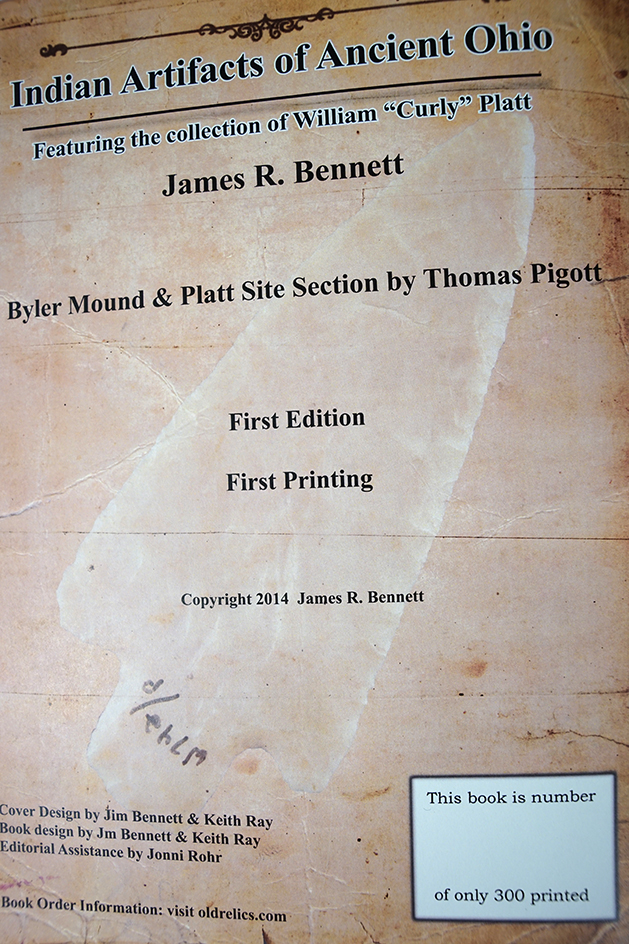 Indian Artifacts of Ancient Ohio
Featuring the collection of William “Curly” Platt
James R. Bennett
Byler Mound & Platt Site Section by Thomas Pigott
First Edition
First Printing
Copyright 2014 James R. Bennett
Cover Design by Jim Bennett & Keith Ray
Book design by Jm Bennett & Keith Ray
Editorial Assistance by Jonni Rohr
Book Order Information: visit oldrelics.com
This book is number
of only 300 printed